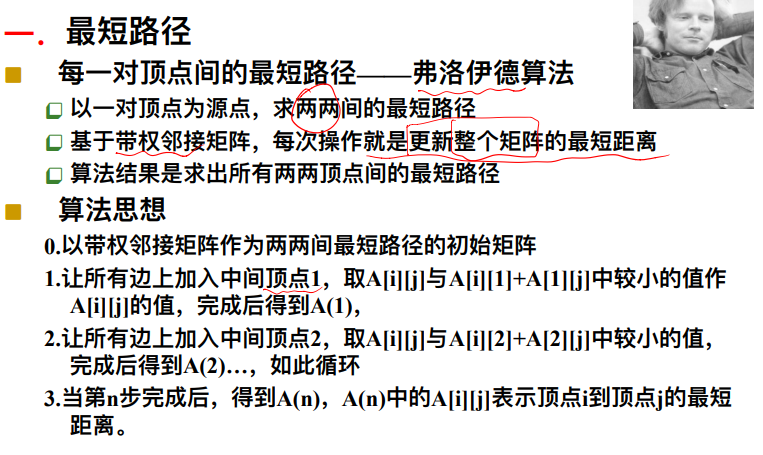 一. 最短路径
每一对顶点间的最短路径——弗洛伊德算法
以一对顶点为源点，求两两间的最短路径
基于带权邻接矩阵，每次操作就是更新整个矩阵的最短距离
算法结果是求出所有两两顶点间的最短路径
算法思想
0.以带权邻接矩阵作为两两间最短路径的初始矩阵
1.让所有边上加入中间顶点1，取A[i][j]与A[i][1]+A[1][j]中较小的值作
A[i][j]的值，完成后得到A(1)，
2.让所有边上加入中间顶点2，取A[i][j]与A[i][2]+A[2][j]中较小的值，
完成后得到A(2)…，如此循环
3.当第n步完成后，得到A(n)，A(n)中的A[i][j]表示顶点i到顶点j的最短
距离。